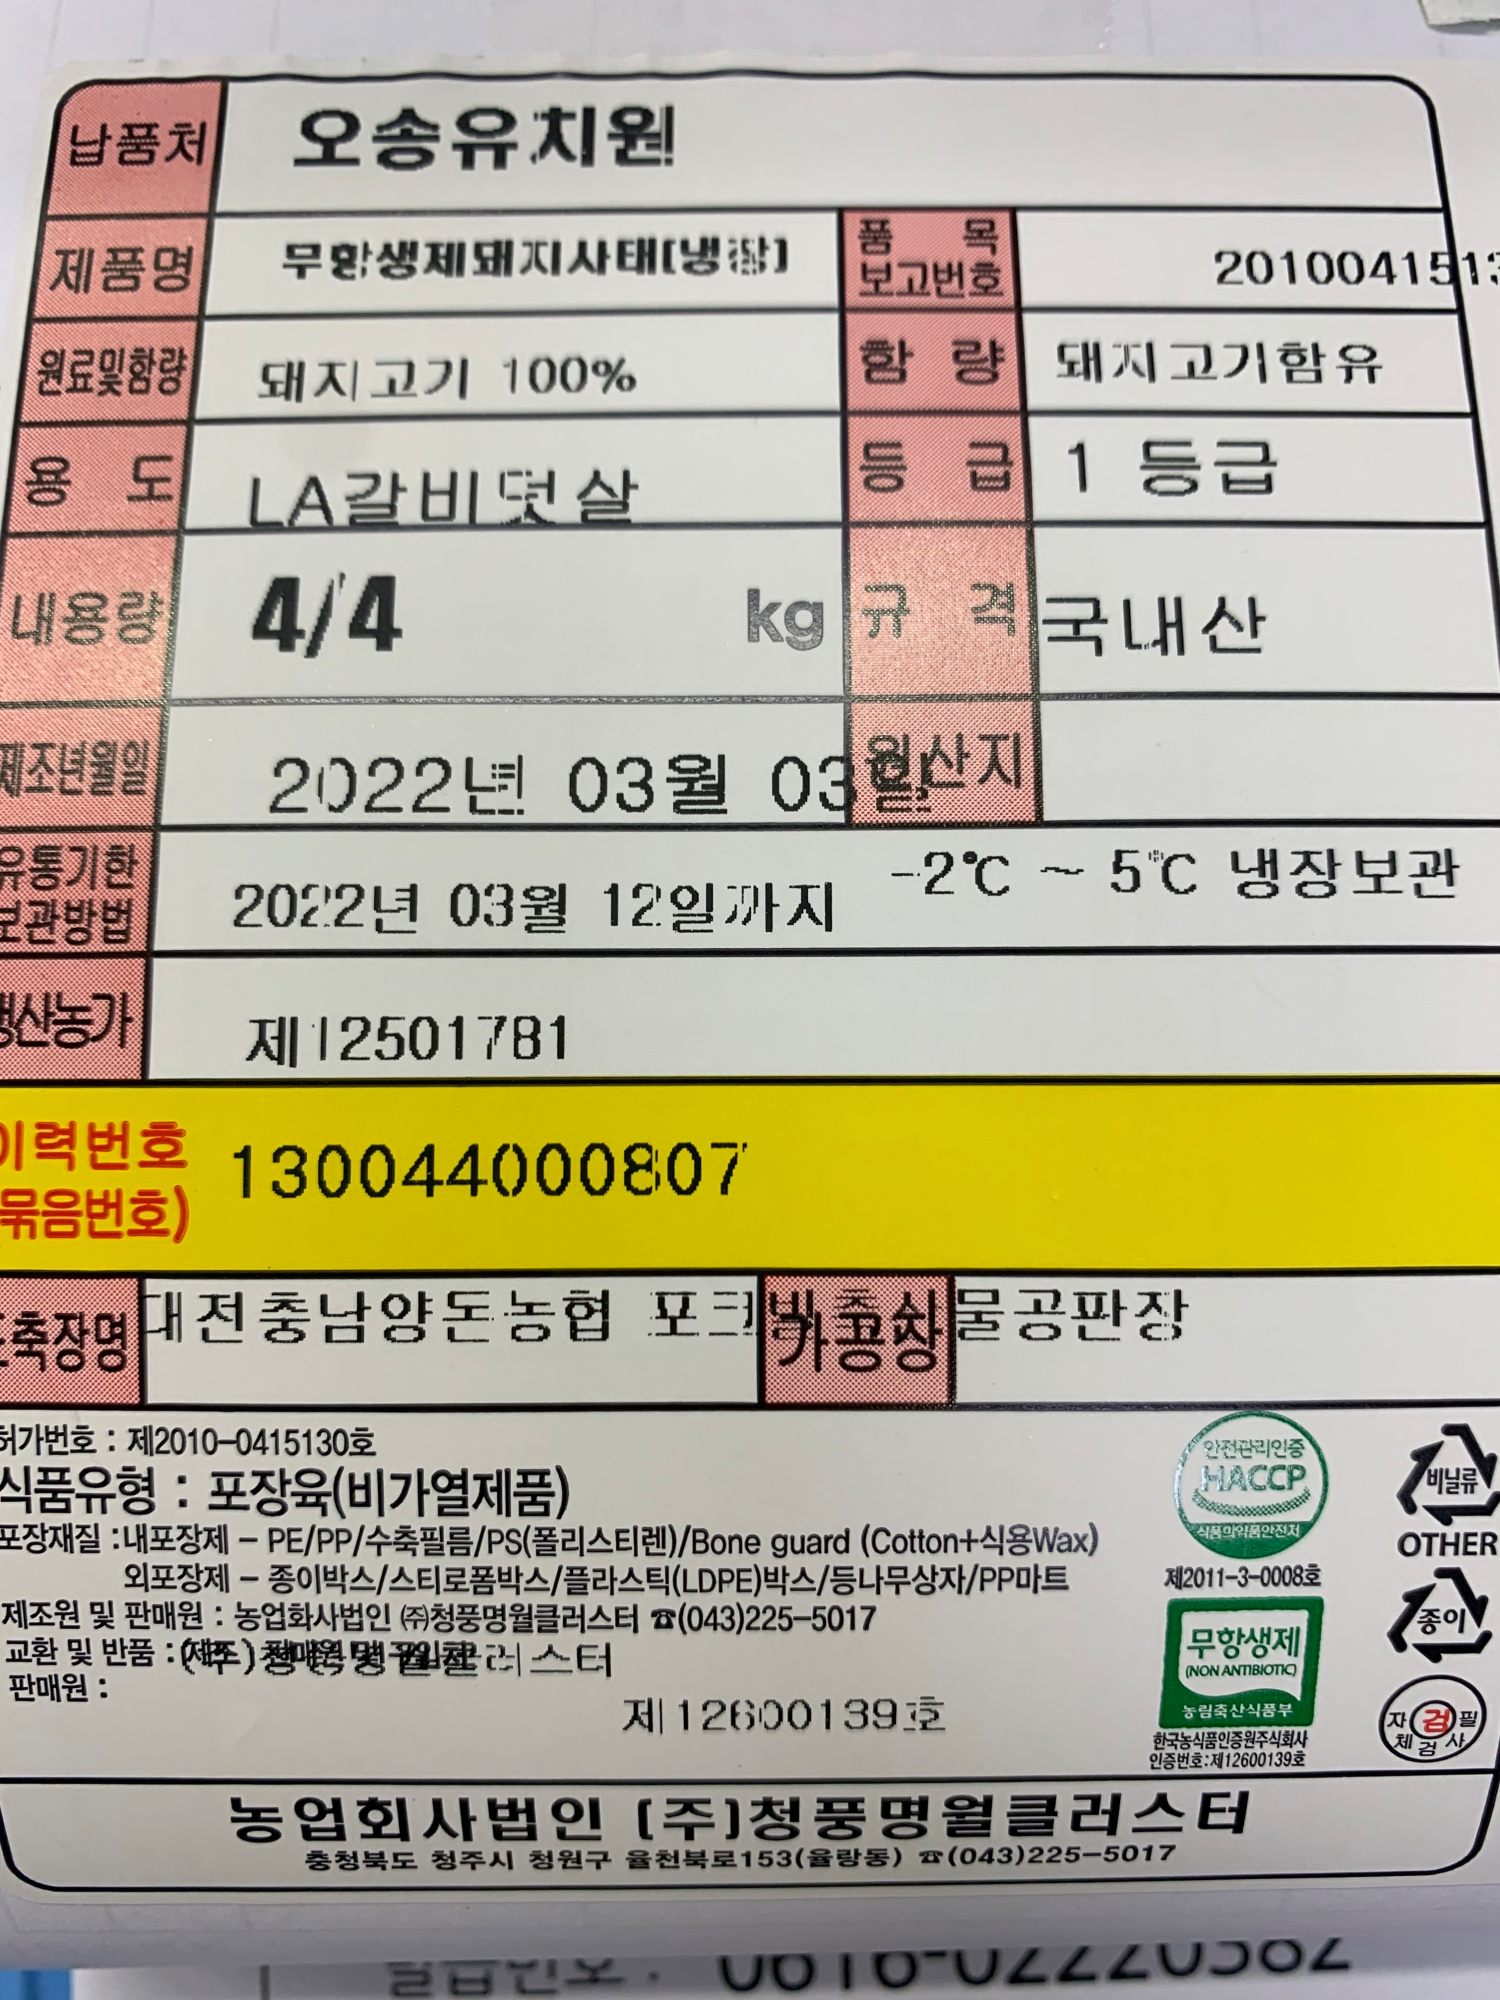 납품처 오송유치원
제품명 무항생제돼지사태(냉장) 품목보고번호 2010041513
원료및함량 돼지고기 100% 함량 돼지고기함유
용도 LA갈비덧살 등급 1 등급
내용량 4/4 kg 규격 국내산
제조년월일 2022년 03월 03일 원산지
유통기한 보관방법 2022년 03월 12일까지 -2℃ ~ 5℃ 냉장보관
생산농가 제12501781
이력번호 130044000807
(묶음번호)
도축장명 대전충남양돈농협 포크빌축산물공판장 가공장
허가번호 : 제2010-0415130호
식품유형 : 포장육(비가열제품)
포장재질 :내포장제 - PE/PP/수축필름/PS(폴리스티렌)/Bone guard (Cotton+식용Wax)
외포장제 - 종이박스/스티로폼박스/플라스틱(LDPE)박스/등나무상자/PP마트
제조원 및 판매원 : 농업회사법인 ㈜청풍명월클러스터 ☎(043)225-5017
교환 및 반품 : (주)청풍명월클러스터
판매원 :
제12600139호
안전관리인증
HACCP
식품의약품안전처
제2011-3-0008호
무항생제
(NON ANTIBIOTIC)
농림축산식품부
한국농식품인증원주식회사
인증번호:제12600139호
비닐류
OTHER
종이
자체검사필
검
농업회사법인 (주)청풍명월클러스터
충청북도 청주시 청원구 율천북로153(율량동) ☎(043)225-5017
발급번호 : 0616-02220382